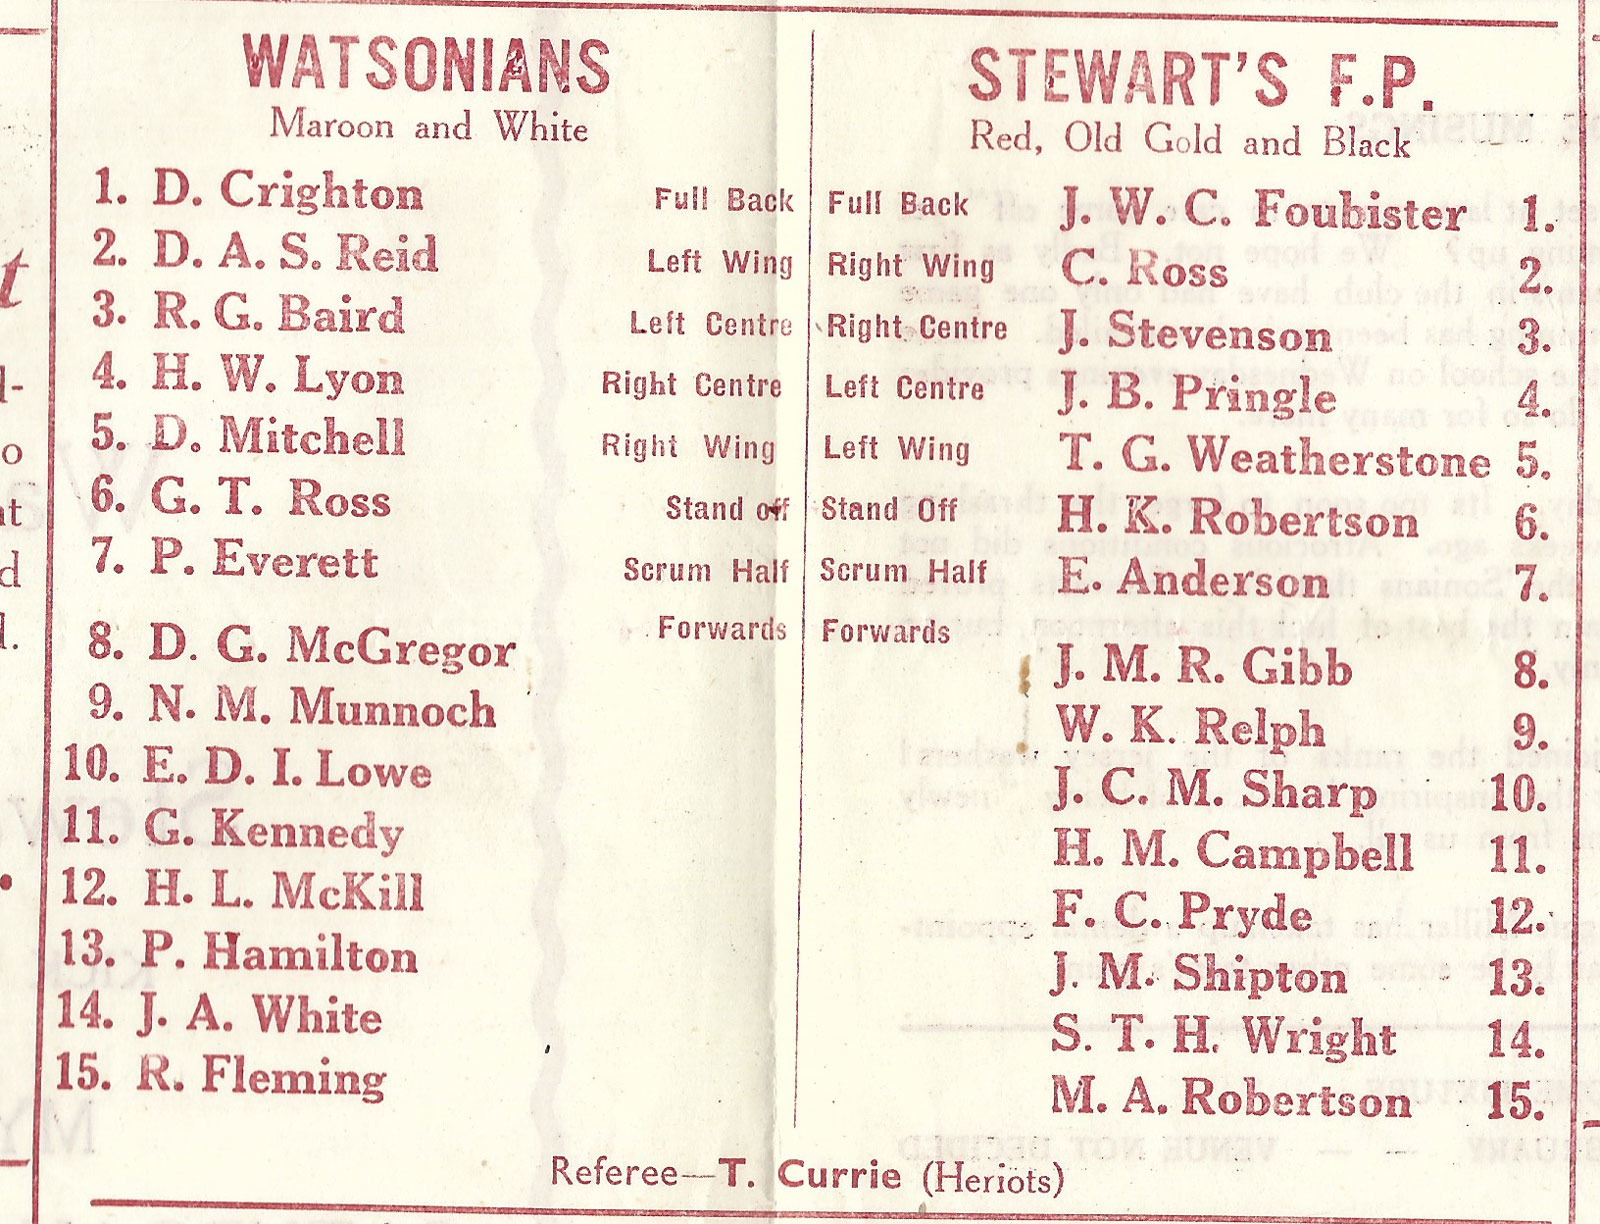 WATSONIANS
Maroon and White
1. D. Crighton Full Back
2. D. A. S. Reid Left Wing
3. R. G. Baird Left Centre
4. H. W. Lyon Right Centre
5. D. Mitchell Right Wing
6. G. T. Ross Stand off
7. P. Everett Scrum Half
Forwards
8. D. G. McGregor
9. N. M. Munnoch
10. E. D. I. Lowe
11. G. Kennedy
12. H. L. McKill
13. P. Hamilton
14. J. A. White
15. R. Fleming
STEWART'S F.P.
Red, Old Gold and Black
Full Back J. W. C. Foubister 1.
Right Wing C. Ross 2.
Right Centre J. Stevenson 3.
Left Centre J. B. Pringle 4.
Left Wing T. G. Weatherstone 5.
Stand Off H. K. Robertson 6.
Scrum Half E. Anderson 7.
Forwards
J. M. R. Gibb 8.
W. K. Relph 9.
J. C. M. Sharp 10.
H. M. Campbell 11.
F. C. Pryde 12.
J. M. Shipton 13.
S. T. H. Wright 14.
M. A. Robertson 15.
Referee—T. Currie (Heriots)